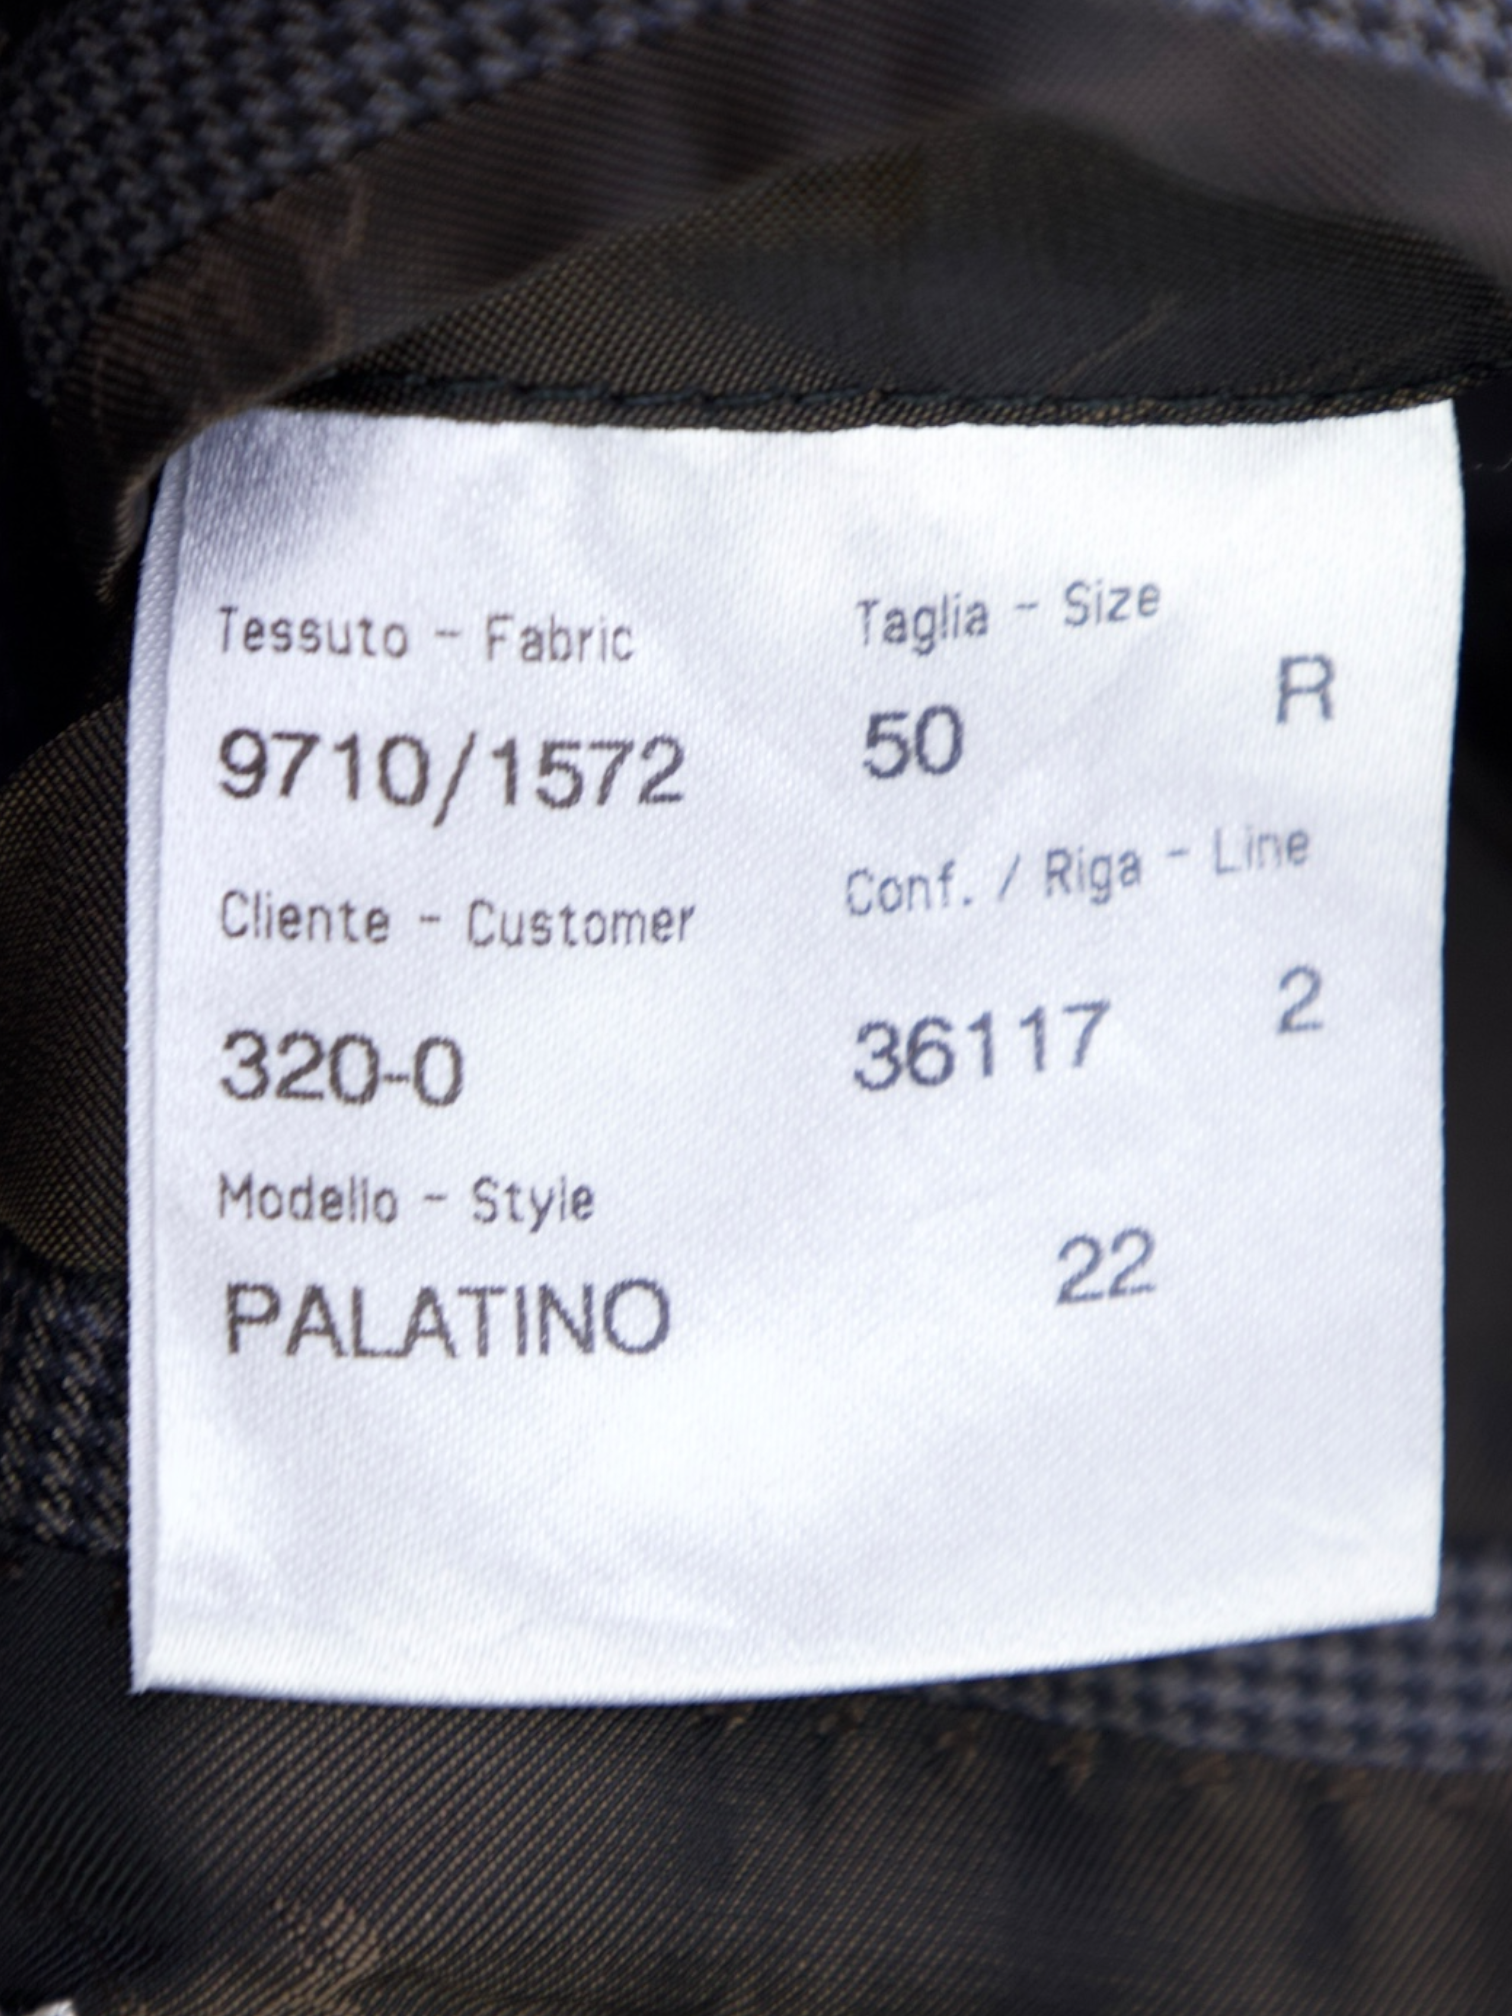 Tessuto - Fabric
9710/1572
Cliente - Customer
320-0
Modello - Style
PALATINO
Taglia - Size
50 R
Conf. / Riga - Line
36117 2
22